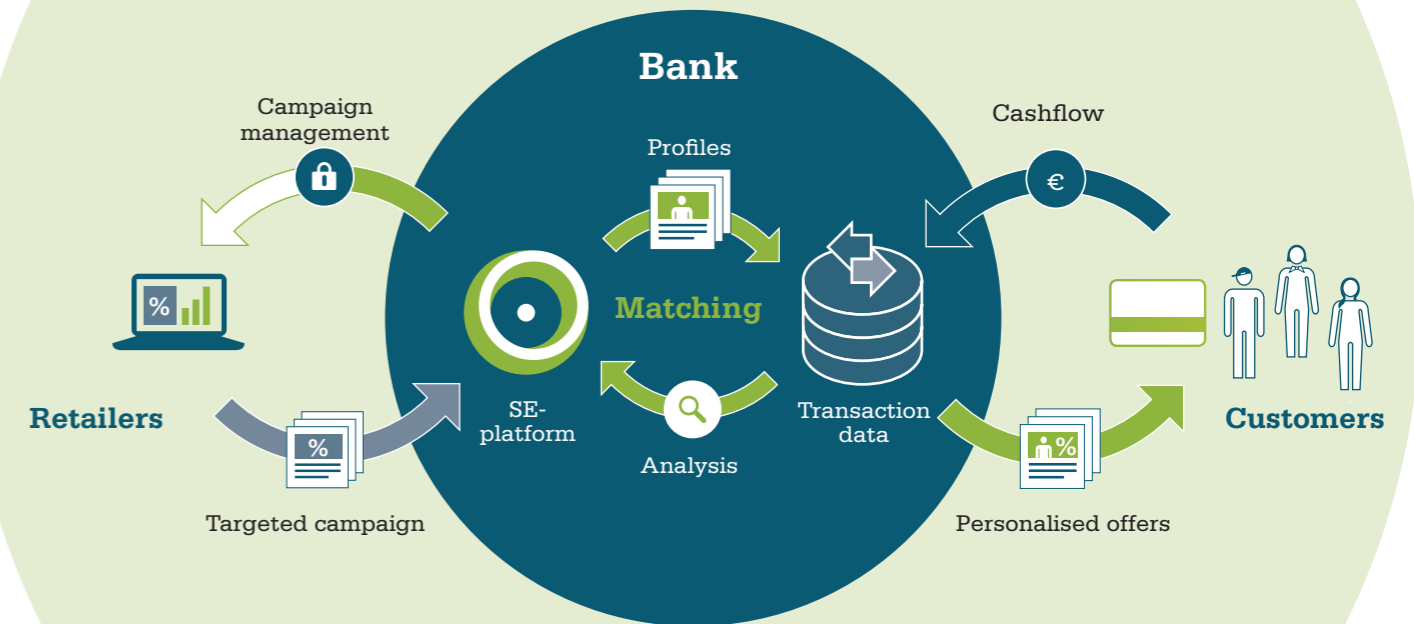 Bank
Campaign
management
Cashflow
Profiles
€
%
Matching
Retailers
SE-
platform
Transaction
data
Customers
%
%
Analysis
Targeted campaign
Personalised offers